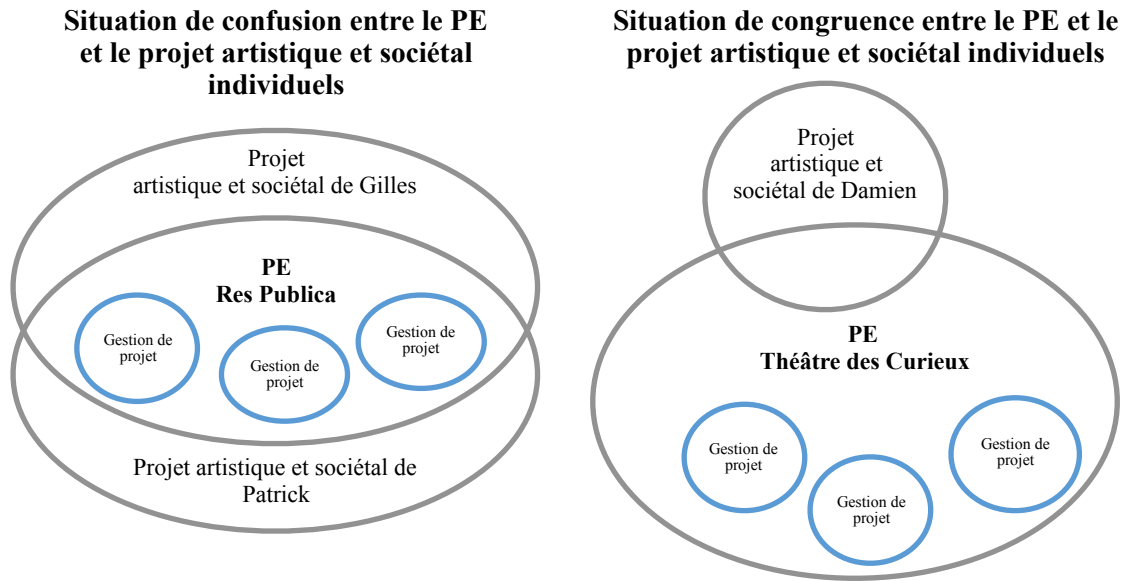 Situation de confusion entre le PE
et le projet artistique et sociétal
individuels
Projet
artistique et sociétal de Gilles
PE
Res Publica
Gestion de
projet
Gestion de
projet
Gestion de
projet
Projet artistique et sociétal de
Patrick
Situation de congruence entre le PE et le
projet artistique et sociétal individuels
Projet
artistique et
sociétal de Damien
PE
Théâtre des Curieux
Gestion de
projet
Gestion de
projet
Gestion de
projet